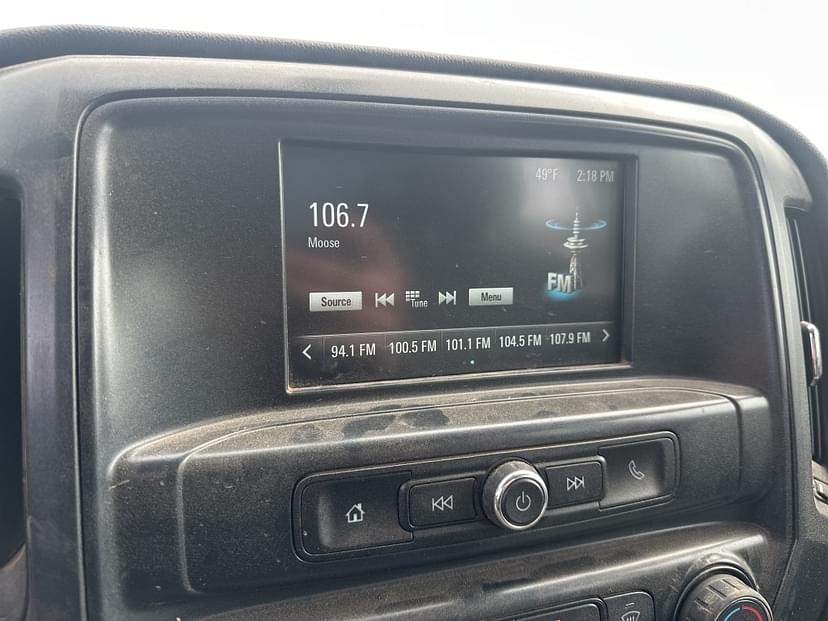 49°F 2:18 PM
106.7
Moose
FM
Source Tune Menu
94.1 FM 100.5 FM 101.1 FM 104.5 FM 107.9 FM